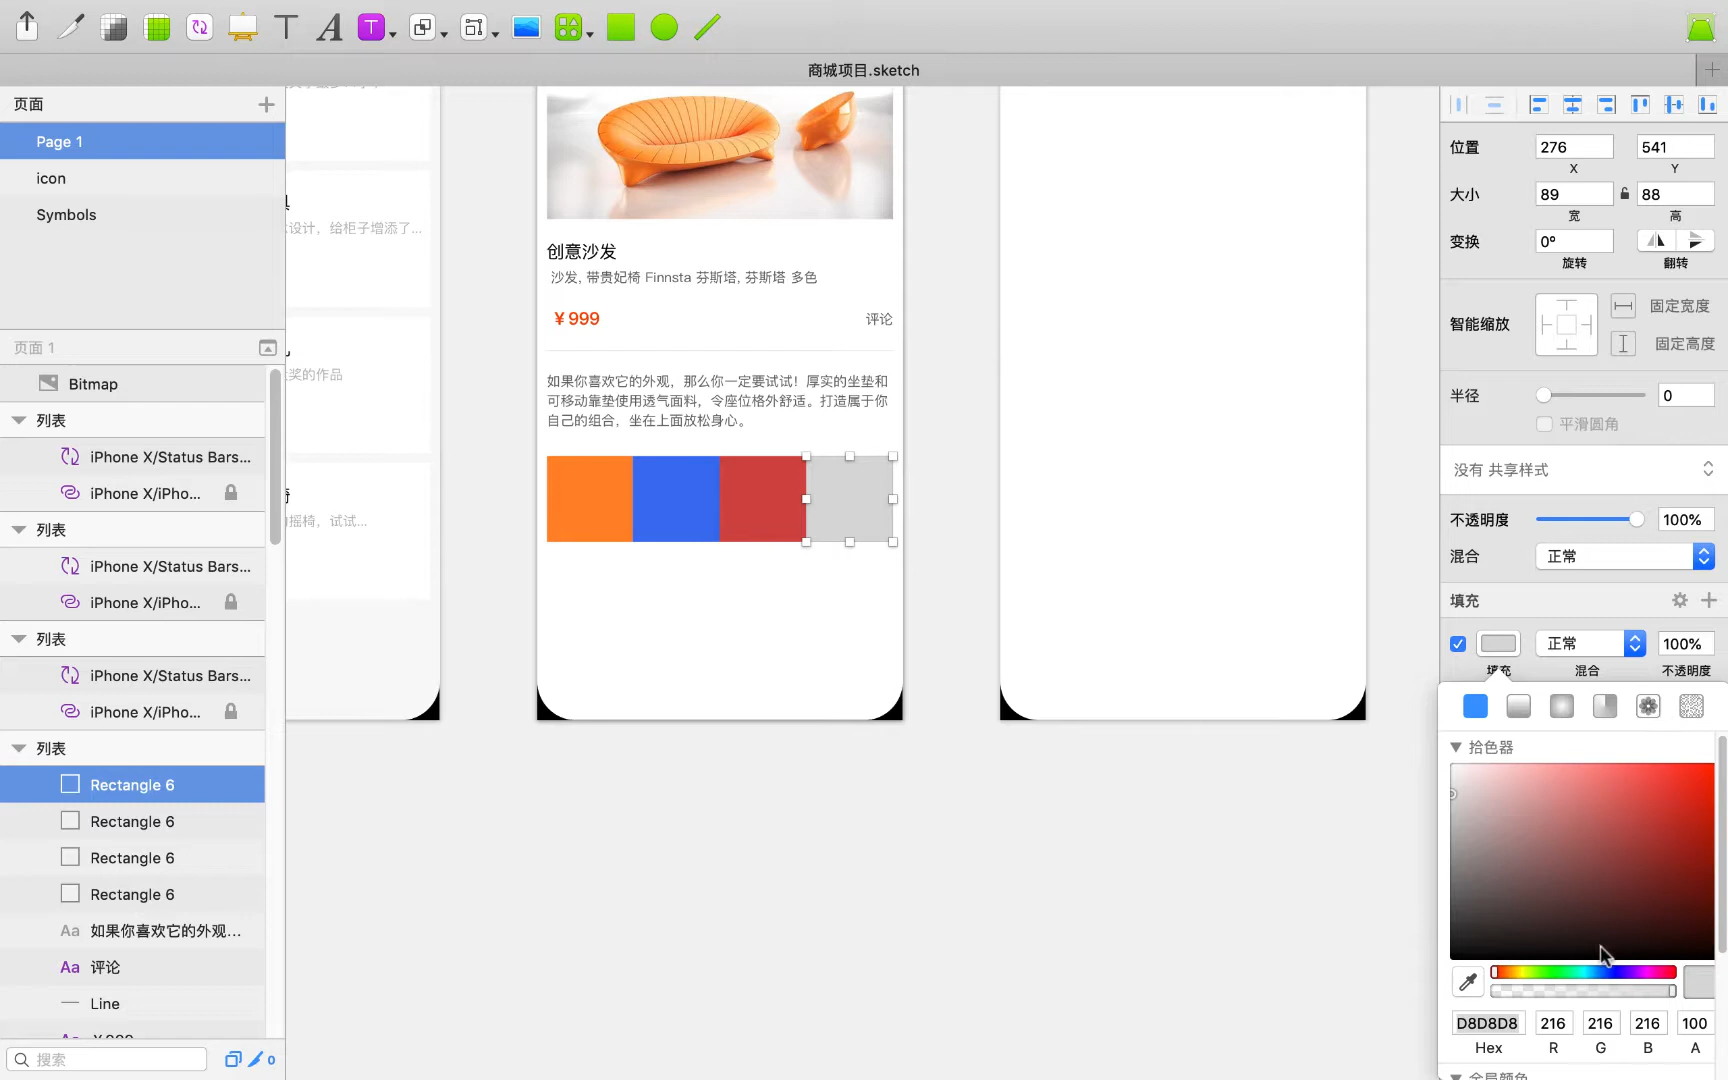 商城项目.sketch
页面
Page 1
icon
Symbols
页面 1
Bitmap
列表
iPhone X/Status Bars...
iPhone X/iPho...
列表
iPhone X/Status Bars...
iPhone X/iPho...
列表
iPhone X/Status Bars...
iPhone X/iPho...
列表
Rectangle 6
Rectangle 6
Rectangle 6
Rectangle 6
Aa 如果你喜欢它的外观...
Aa 评论
Line
搜索
0
设计，给柜子增添了...
奖的作品
摇椅，试试...
创意沙发
沙发, 带贵妃椅 Finnsta 芬斯塔, 芬斯塔 多色
¥ 999
评论
如果你喜欢它的外观，那么你一定要试试！厚实的坐垫和
可移动靠垫使用透气面料，令座位格外舒适。打造属于你
自己的组合，坐在上面放松身心。
位置 276 541
X Y
大小 89 88
宽 高
变换 0º
旋转 翻转
智能缩放 固定宽度
固定高度
半径 0
平滑圆角
没有 共享样式
不透明度 100%
混合 正常
填充
正常 100%
填充 混合 不透明度
拾色器
D8D8D8 216 216 216 100
Hex R G B A
全局颜色